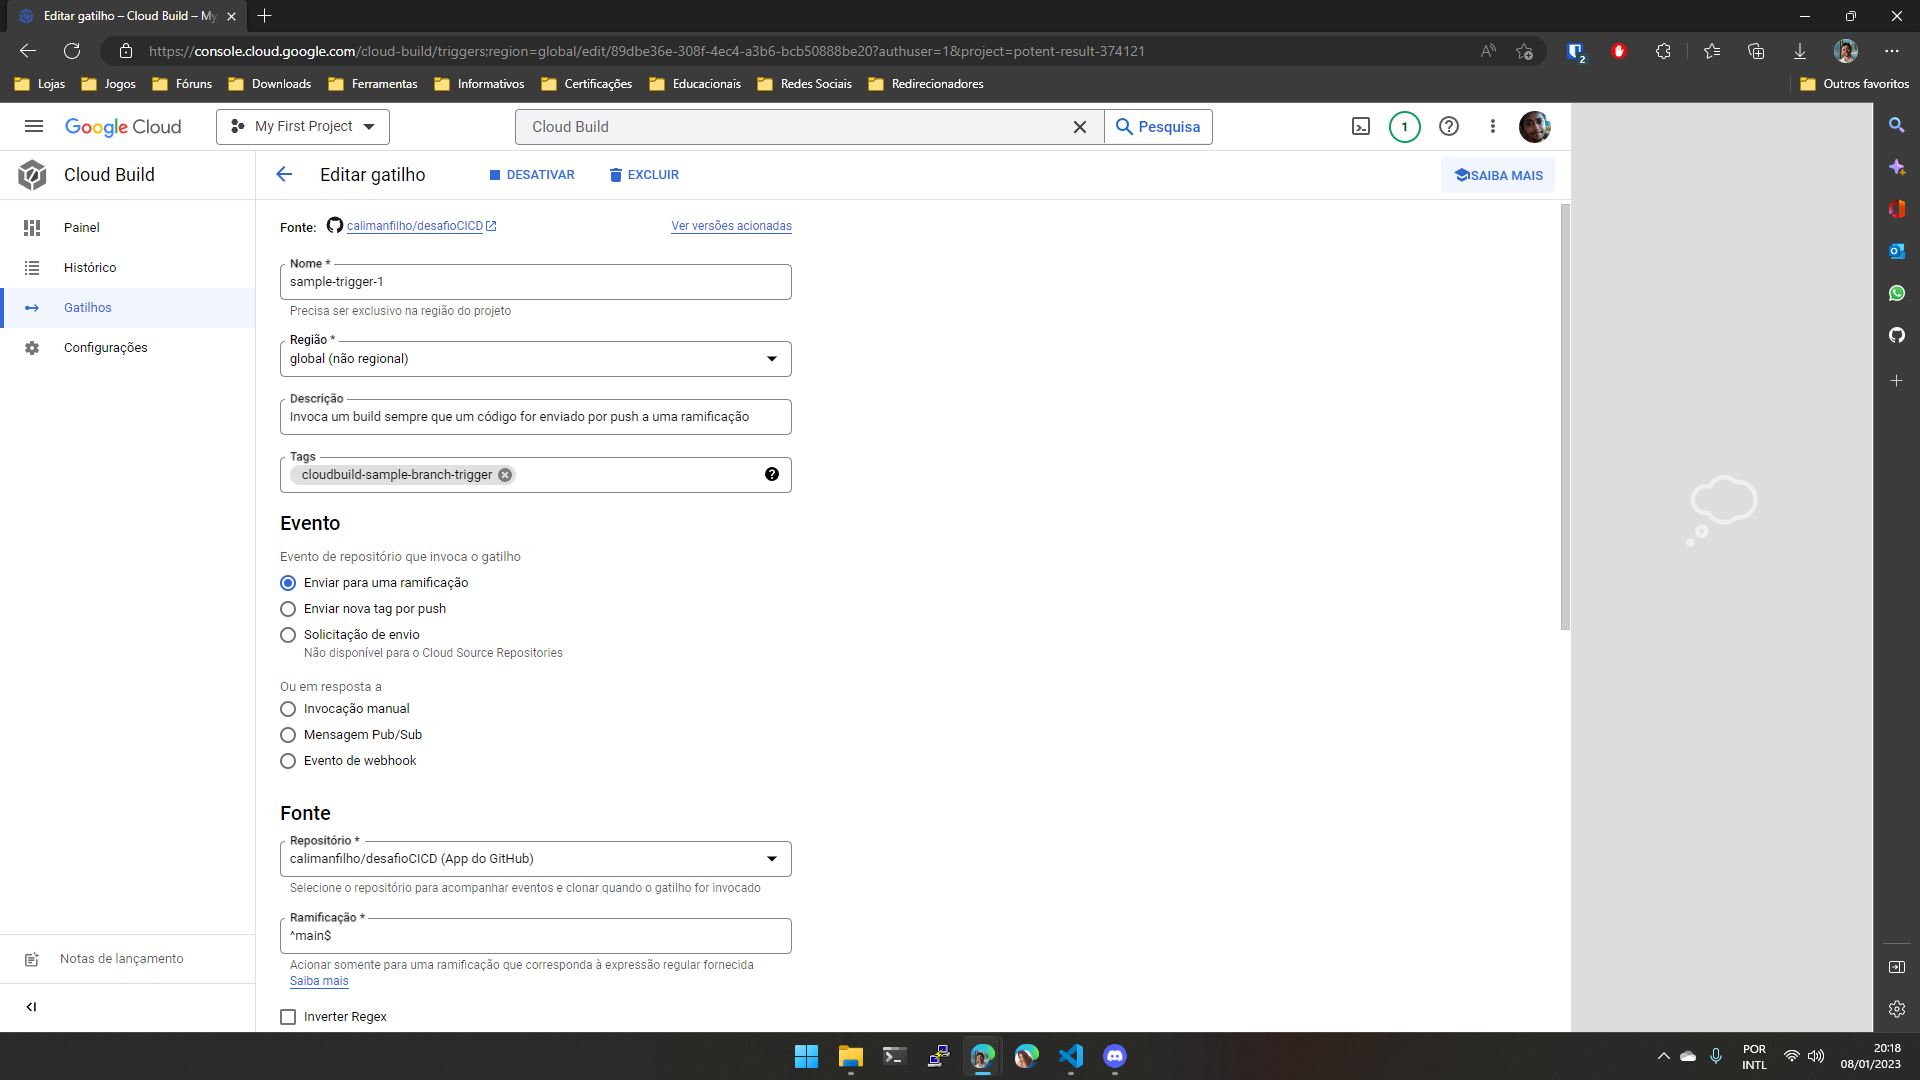 Editar gatilho – Cloud Build – My
https://console.cloud.google.com/cloud-build/triggers;region=global/edit/89dbe36e-308f-4ec4-a3b6-bcb50888be20?authuser=1&project=potent-result-374121
2
Lojas
Jogos
Fóruns
Downloads
Ferramentas
Informativos
Certificações
Educacionais
Redes Sociais
Redirecionadores
Outros favoritos
Google Cloud
My First Project
Cloud Build
Pesquisa
1
Cloud Build
Editar gatilho
DESATIVAR
EXCLUIR
SAIBA MAIS
Painel
Histórico
Gatilhos
Configurações
Notas de lançamento
Fonte:
calimanfilho/desafioCICD
Ver versões acionadas
Nome *
sample-trigger-1
Precisa ser exclusivo na região do projeto
Região *
global (não regional)
Descrição
Invoca um build sempre que um código for enviado por push a uma ramificação
Tags
cloudbuild-sample-branch-trigger
Evento
Evento de repositório que invoca o gatilho
Enviar para uma ramificação
Enviar nova tag por push
Solicitação de envio
Não disponível para o Cloud Source Repositories
Ou em resposta a
Invocação manual
Mensagem Pub/Sub
Evento de webhook
Fonte
Repositório *
calimanfilho/desafioCICD (App do GitHub)
Selecione o repositório para acompanhar eventos e clonar quando o gatilho for invocado
Ramificação *
^main$
Acionar somente para uma ramificação que corresponda à expressão regular fornecida
Saiba mais
Inverter Regex
POR
INTL
20:18
08/01/2023